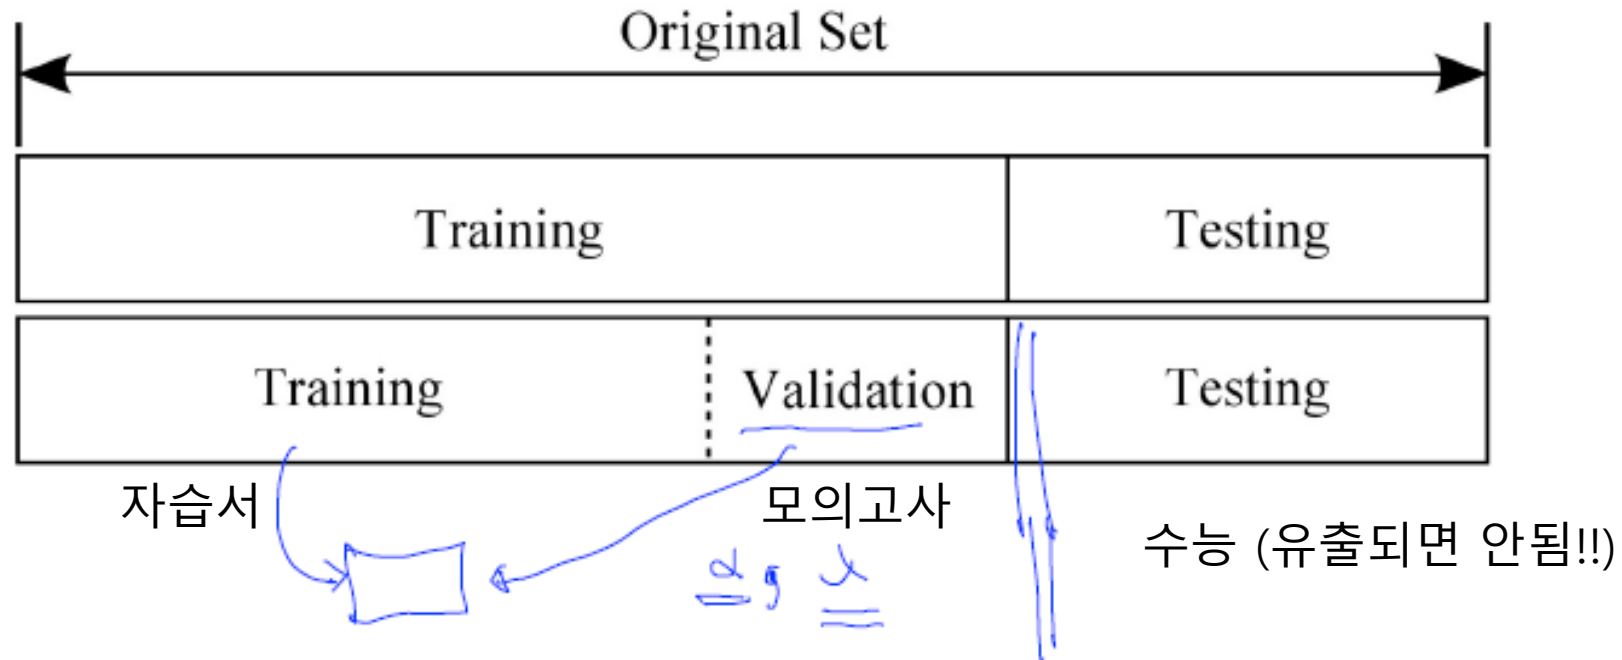 Original Set
Training Testing
Training Validation Testing
자습서 모의고사
수능 (유출되면 안됨!!)
α, λ